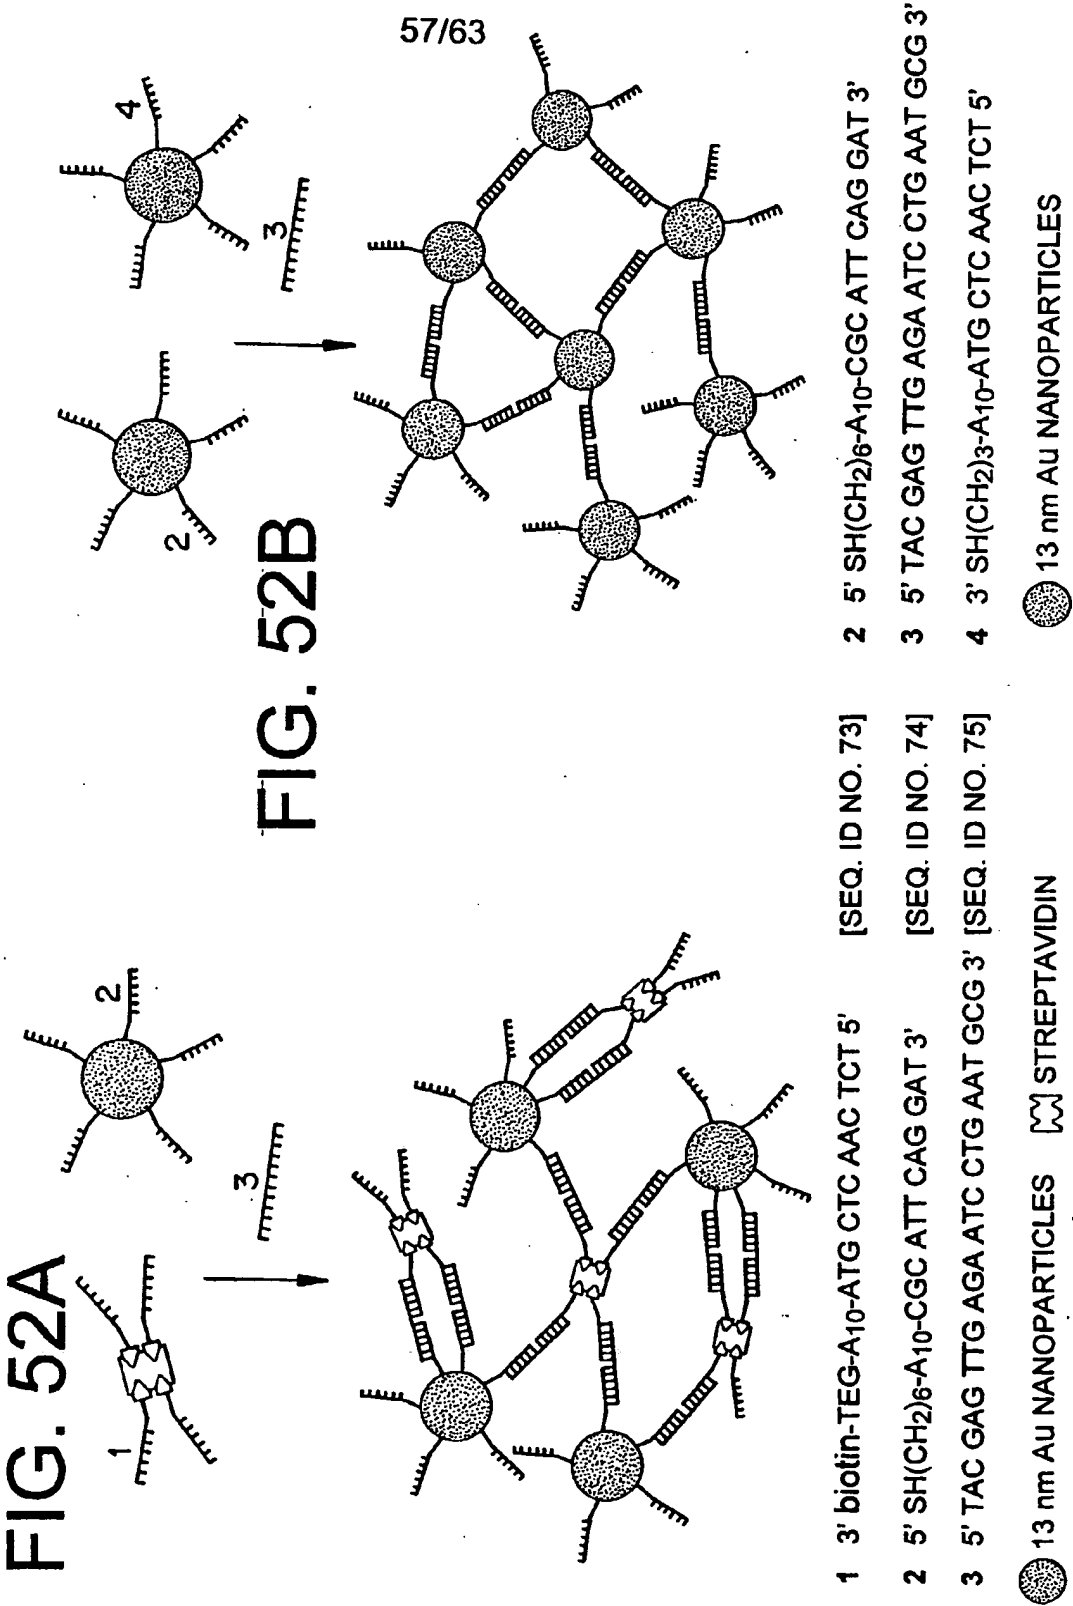 57/63
FIG. 52A
1
2
3
1 3' biotin-TEG-A10-ATG CTC AAC TCT 5' [SEQ. ID NO. 73]
2 5' SH(CH2)6-A10-CGC ATT CAG GAT 3' [SEQ. ID NO. 74]
3 5' TAC GAG TTG AGA ATC CTG AAT GCG 3' [SEQ. ID NO. 75]
13 nm Au NANOPARTICLES STREPTAVIDIN
FIG. 52B
2
4
3
2 5' SH(CH2)6-A10-CGC ATT CAG GAT 3'
3 5' TAC GAG TTG AGA ATC CTG AAT GCG 3'
4 3' SH(CH2)3-A10-ATG CTC AAC TCT 5'
13 nm Au NANOPARTICLES